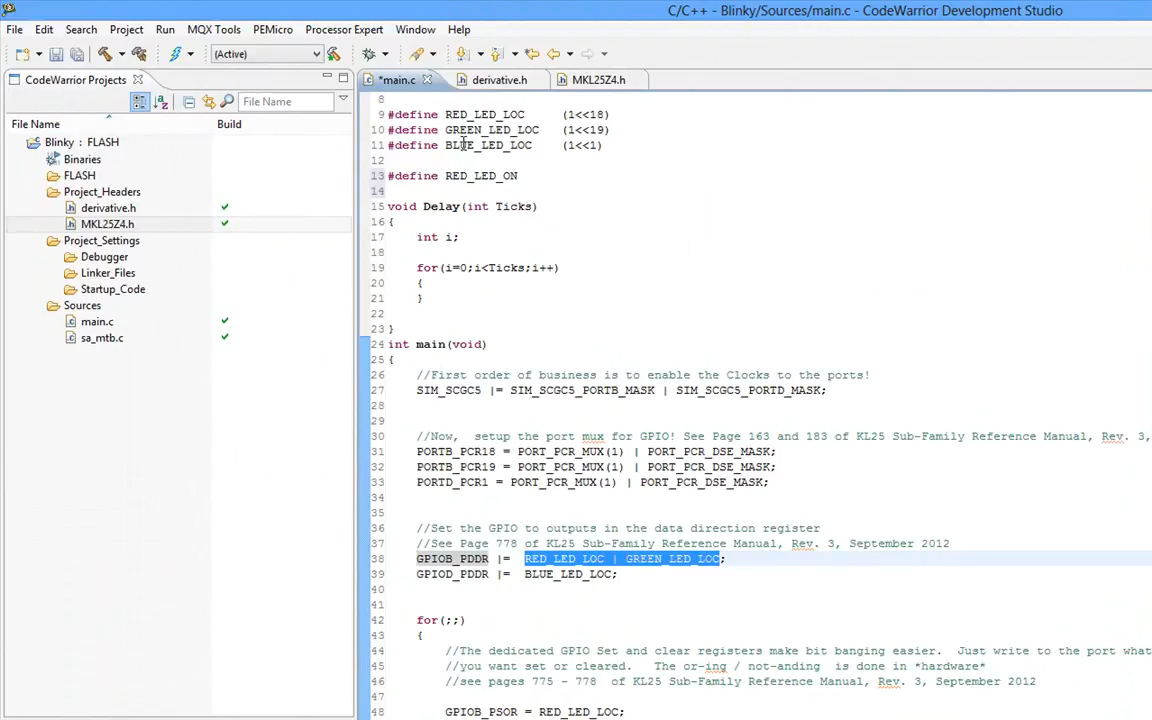 C/C++ - Blinky/Sources/main.c - CodeWarrior Development Studio
File Edit Search Project Run MQX Tools PEMicro Processor Expert Window Help
(Active)
CodeWarrior Projects
*main.c derivative.h MKL25Z4.h
File Name
File Name Build
Blinky : FLASH
Binaries
FLASH
Project_Headers
derivative.h
MKL25Z4.h
Project_Settings
Debugger
Linker_Files
Startup_Code
Sources
main.c
sa_mtb.c
8
9 #define RED_LED_LOC (1<<18)
10 #define GREEN_LED_LOC (1<<19)
11 #define BLUE_LED_LOC (1<<1)
12
13 #define RED_LED_ON
14
15 void Delay(int Ticks)
16 {
17 int i;
18
19 for(i=0;i<Ticks;i++)
20 {
21 }
22
23 }
24 int main(void)
25 {
26 //First order of business is to enable the Clocks to the ports!
27 SIM_SCGC5 |= SIM_SCGC5_PORTB_MASK | SIM_SCGC5_PORTD_MASK;
28
29
30 //Now, setup the port mux for GPIO! See Page 163 and 183 of KL25 Sub-Family Reference Manual, Rev. 3,
31 PORTB_PCR18 = PORT_PCR_MUX(1) | PORT_PCR_DSE_MASK;
32 PORTB_PCR19 = PORT_PCR_MUX(1) | PORT_PCR_DSE_MASK;
33 PORTD_PCR1 = PORT_PCR_MUX(1) | PORT_PCR_DSE_MASK;
34
35
36 //Set the GPIO to outputs in the data direction register
37 //See Page 778 of KL25 Sub-Family Reference Manual, Rev. 3, September 2012
38 GPIOB_PDDR |= RED_LED_LOC | GREEN_LED_LOC;
39 GPIOD_PDDR |= BLUE_LED_LOC;
40
41
42 for(;;)
43 {
44 //The dedicated GPIO Set and clear registers make bit banging easier. Just write to the port what
45 //you want set or cleared. The or-ing / not-anding is done in *hardware*
46 //see pages 775 - 778 of KL25 Sub-Family Reference Manual, Rev. 3, September 2012
47
48 GPIOB_PSOR = RED_LED_LOC;